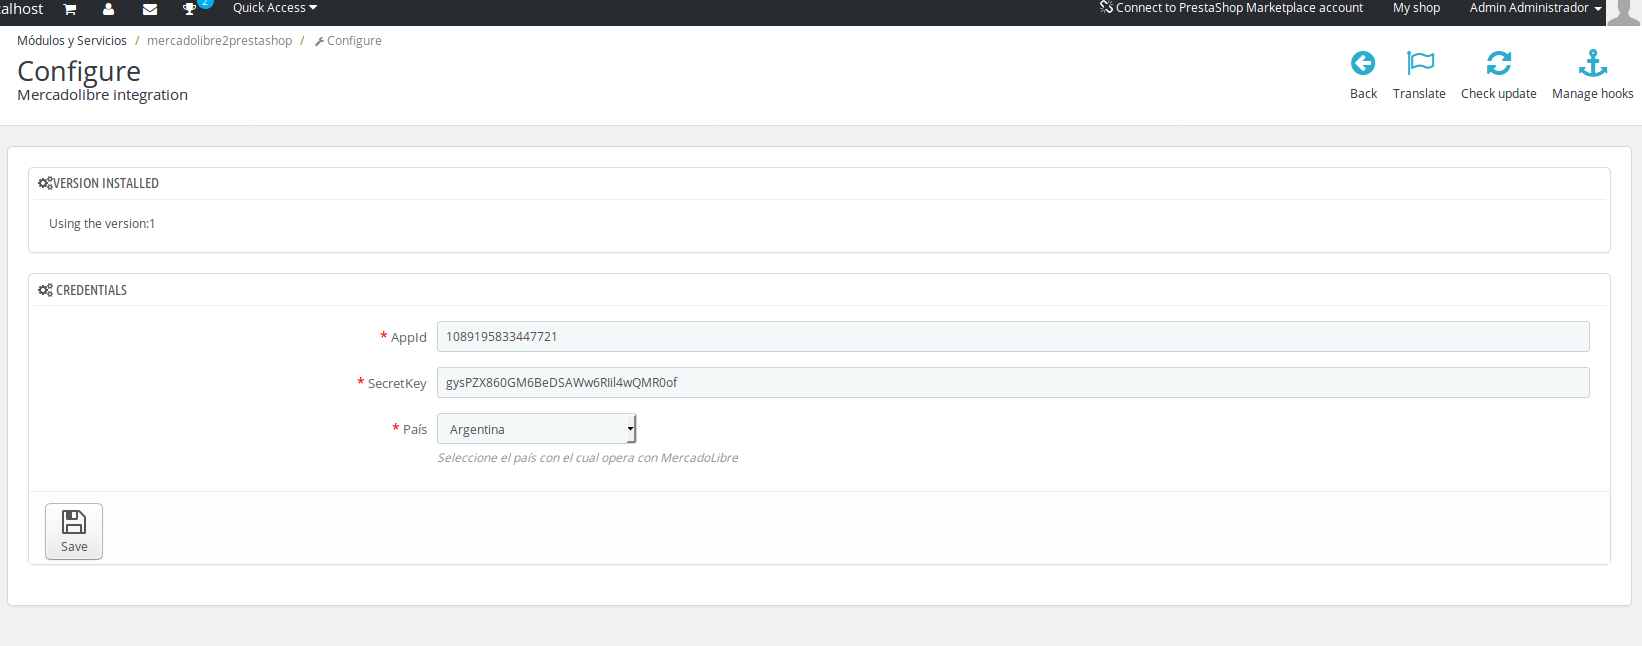 alhost
2
Quick Access
Connect to PrestaShop Marketplace account
My shop
Admin Administrador
Módulos y Servicios / mercadolibre2prestashop / Configure
Configure
Mercadolibre integration
Back
Translate
Check update
Manage hooks
VERSION INSTALLED
Using the version:1
CREDENTIALS
* AppId
1089195833447721
* SecretKey
gysPZX860GM6BeDSAWw6RIil4wQMR0of
* País
Argentina
Seleccione el país con el cual opera con MercadoLibre
Save